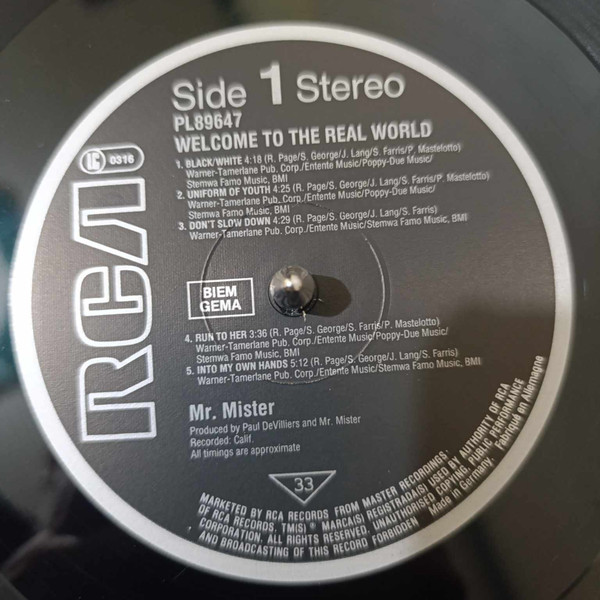 Side 1 Stereo
PL89647
WELCOME TO THE REAL WORLD
LC 0316
RCA
1. BLACK/WHITE 4:18 (R. Page/S. George/J. Lang/S. Farris/P. Mastelotto)
Warner-Tamerlane Pub. Corp./Entente Music/Poppy-Due Music/
Stemwa Famo Music, BMI
2. UNIFORM OF YOUTH 4:25 (R. Page/S. George/J. Lang/S. Farris/P. Mastelotto)
Warner-Tamerlane Pub. Corp./Entente Music/Poppy-Due Music/
Stemwa Famo Music, BMI
3. DON'T SLOW DOWN 4:29 (R. Page/S. George/J. Lang/S. Farris)
Warner-Tamerlane Pub. Corp./Entente Music/Stemwa Famo Music, BMI
BIEM
GEMA
4. RUN TO HER 3:36 (R. Page/S. George/S. Farris/P. Mastelotto)
Warner-Tamerlane Pub. Corp./Entente Music/Poppy-Due Music/
Stemwa Famo Music, BMI
5. INTO MY OWN HANDS 5:12 (R. Page/S. George/J. Lang/S. Farris)
Warner-Tamerlane Pub. Corp./Entente Music/Stemwa Famo Music, BMI
Mr. Mister
Produced by Paul DeVilliers and Mr. Mister
Recorded: Calif.
All timings are approximate
33
MARKETED BY RCA RECORDS FROM MASTER RECORDINGS;
OF RCA RECORDS. TM(S) ® MARCA(S) REGISTRADA(S) USED BY AUTHORITY OF RCA
CORPORATION. ALL RIGHTS RESERVED. UNAUTHORISED COPYING, PUBLIC PERFORMANCE
AND BROADCASTING OF THIS RECORD FORBIDDEN Made in Germany. Fabriqué en Allemagne